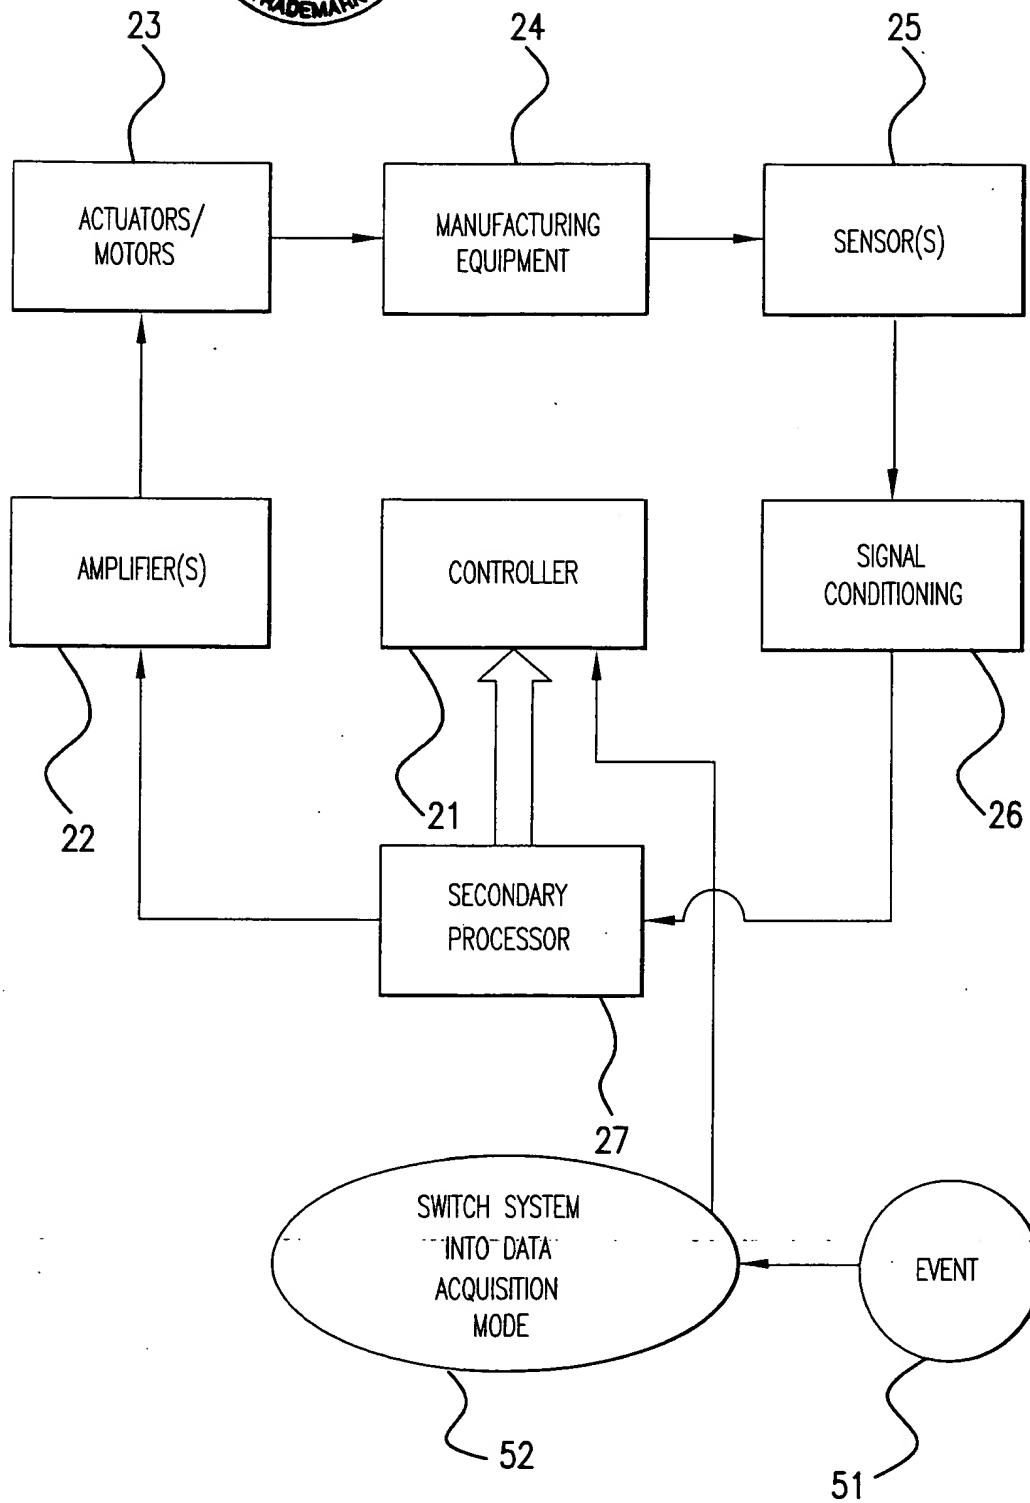 TRADEMARK
23
24
25
ACTUATORS/
MOTORS
MANUFACTURING
EQUIPMENT
SENSOR(S)
AMPLIFIER(S)
CONTROLLER
SIGNAL
CONDITIONING
22
21
26
SECONDARY
PROCESSOR
27
SWITCH SYSTEM
INTO DATA
ACQUISITION
MODE
EVENT
52
51